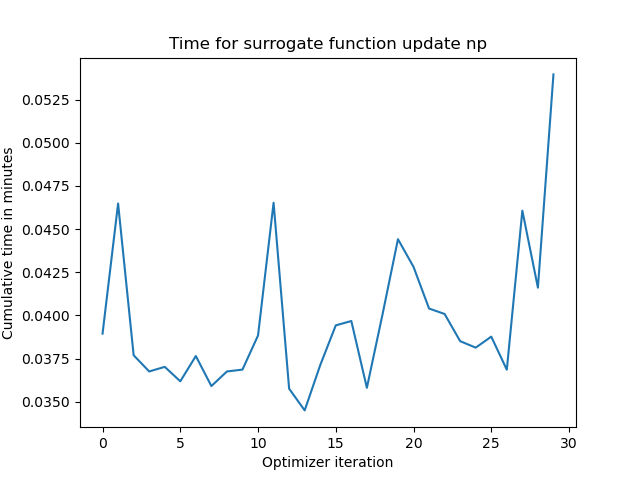 Time for surrogate function update np
Cumulative time in minutes
0.0525
0.0500
0.0475
0.0450
0.0425
0.0400
0.0375
0.0350
0 5 10 15 20 25 30
Optimizer iteration